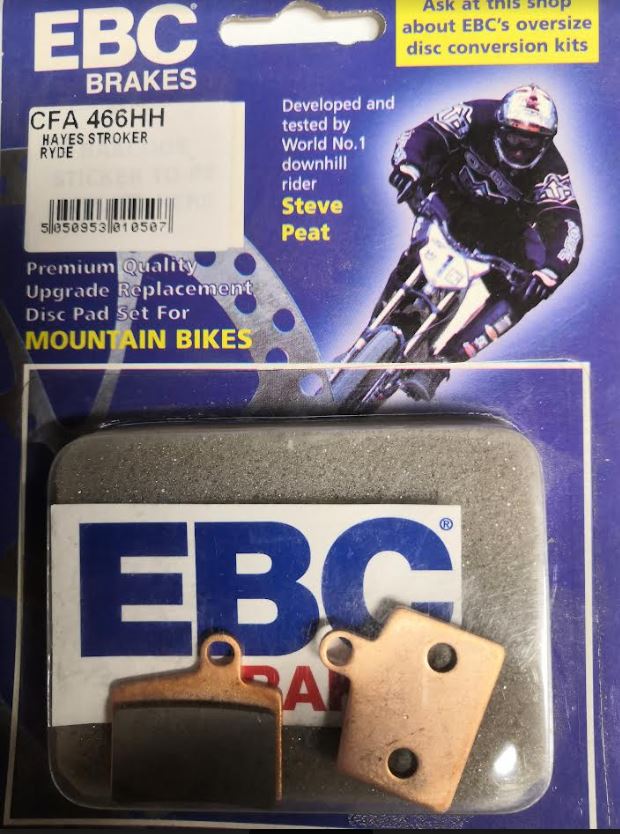 EBC
BRAKES
Ask at this shop
about EBC's oversize
disc conversion kits
CFA 466HH
HAYES STROKER
RYDE
5 050953 010507
Developed and
tested by
World No.1
downhill
rider
Steve
Peat
Premium Quality
Upgrade Replacement
Disc Pad Set For
MOUNTAIN BIKES
EBC®
BRA